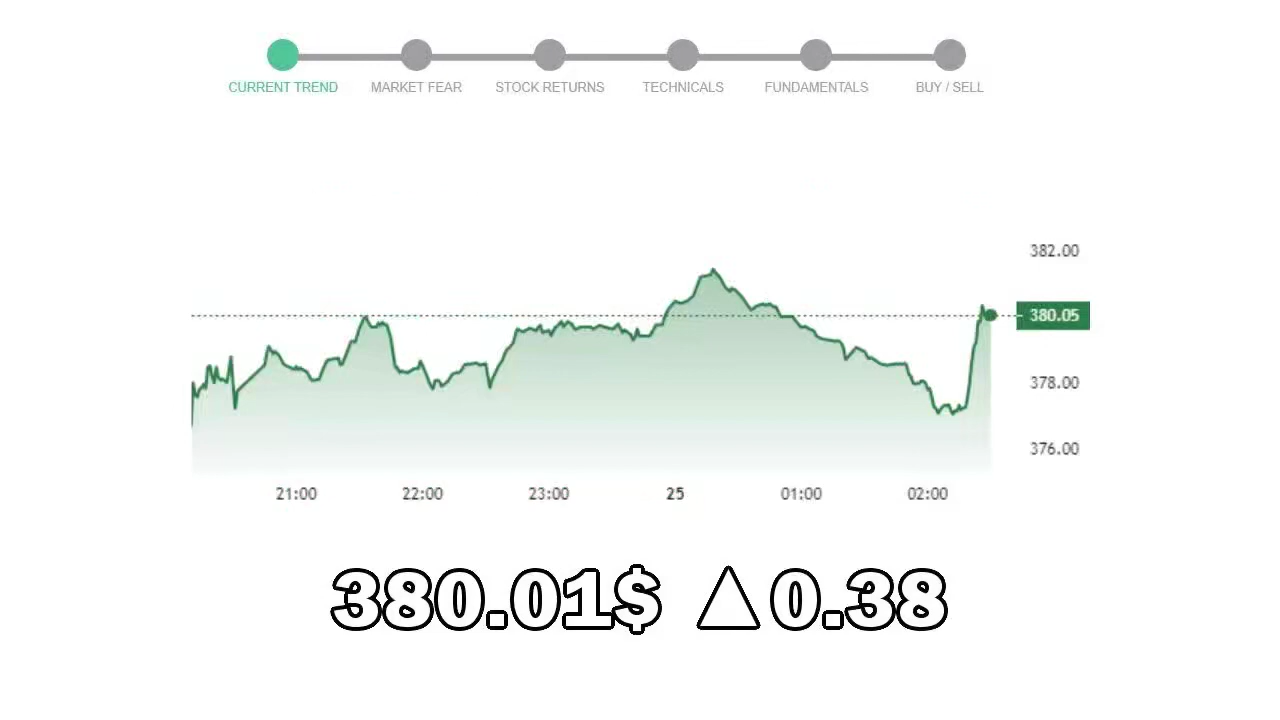 CURRENT TREND MARKET FEAR STOCK RETURNS TECHNICALS FUNDAMENTALS BUY / SELL
382.00
380.05
378.00
376.00
21:00 22:00 23:00 25 01:00 02:00
380.01$ △0.38